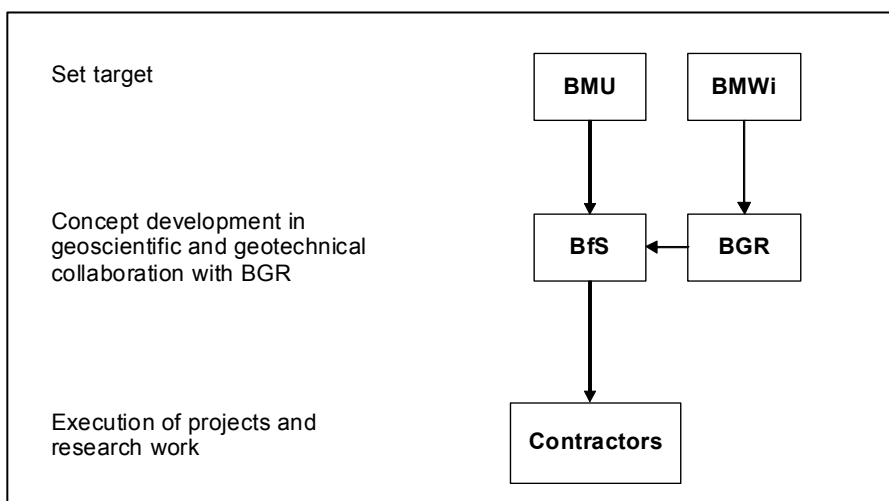 Set target
BMU
BMWi
Concept development in
geoscientific and geotechnical
collaboration with BGR
BfS
BGR
Execution of projects and
research work
Contractors